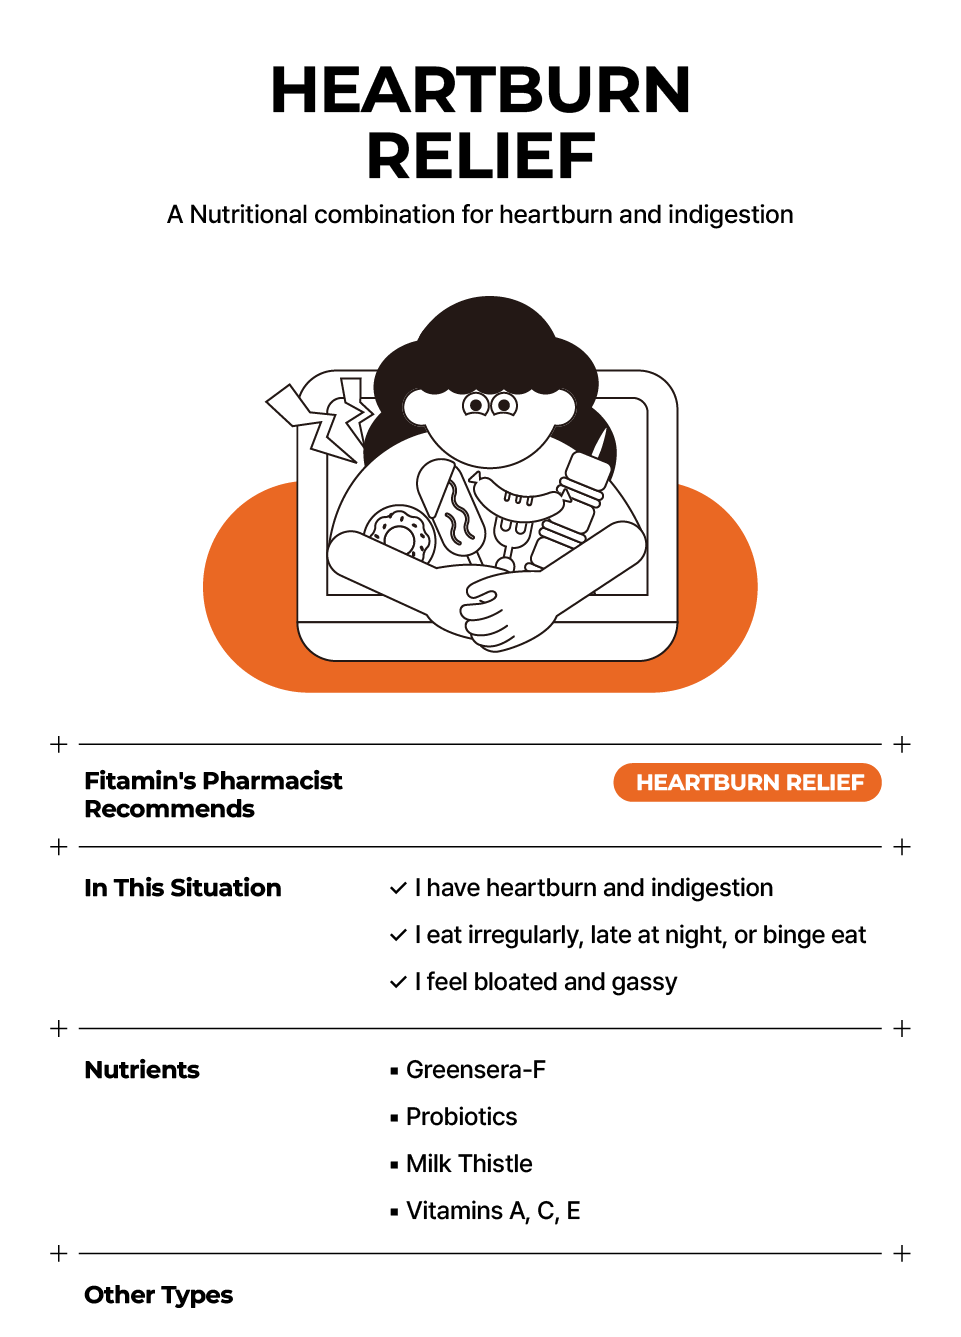 HEARTBURN
RELIEF
A Nutritional combination for heartburn and indigestion
Fitamin's Pharmacist
Recommends
HEARTBURN RELIEF
In This Situation
✓ I have heartburn and indigestion
✓ I eat irregularly, late at night, or binge eat
✓ I feel bloated and gassy
Nutrients
▪ Greensera-F
▪ Probiotics
▪ Milk Thistle
▪ Vitamins A, C, E
Other Types